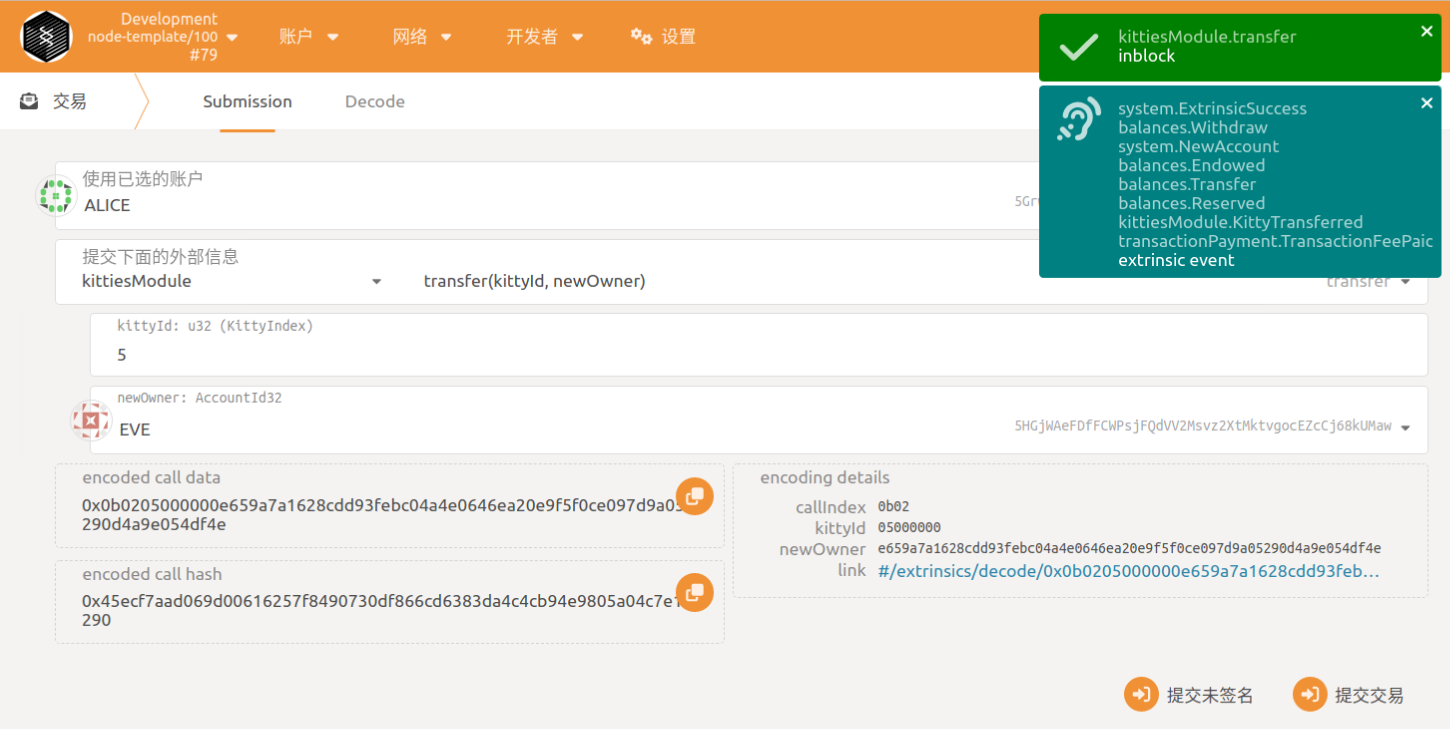 Development
node-template/100
#79
账户
网络
开发者
设置
kittiesModule.transfer
inblock
system.ExtrinsicSuccess
balances.Withdraw
system.NewAccount
balances.Endowed
balances.Transfer
balances.Reserved
kittiesModule.KittyTransferred
transactionPayment.TransactionFeePaic
extrinsic event
交易
Submission
Decode
使用已选的账户
ALICE
5Gr
提交下面的外部信息
kittiesModule
transfer(kittyId, newOwner)
transfer
kittyId: u32 (KittyIndex)
5
newOwner: AccountId32
EVE
5HGjWAeFDfFCWPsjFQdVV2Msvz2XtMktvgocEZcCj68kUMaw
encoded call data
0x0b0205000000e659a7a1628cdd93febc04a4e0646ea20e9f5f0ce097d9a05
290d4a9e054df4e
encoded call hash
0x45ecf7aad069d00616257f8490730df866cd6383da4c4cb94e9805a04c7e1
290
encoding details
callIndex 0b02
kittyId 05000000
newOwner e659a7a1628cdd93febc04a4e0646ea20e9f5f0ce097d9a05290d4a9e054df4e
link #/extrinsics/decode/0x0b0205000000e659a7a1628cdd93feb…
提交未签名
提交交易